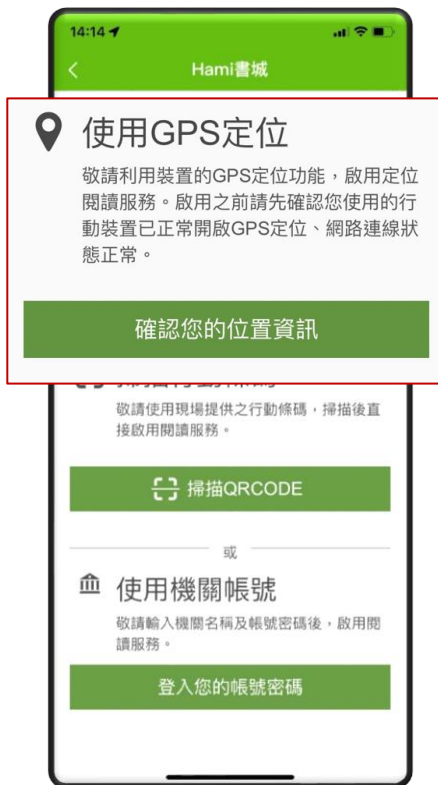 14:14
Hami書城
使用GPS定位
敬請利用裝置的GPS定位功能，啟用定位
閱讀服務。啟用之前請先確認您使用的行
動裝置已正常開啟GPS定位、網路連線狀
態正常。
確認您的位置資訊
敬請使用現場提供之行動條碼，掃描後直
接啟用閱讀服務。
掃描QRCODE
或
使用機關帳號
敬請輸入機關名稱及帳號密碼後，啟用閱
讀服務。
登入您的帳號密碼